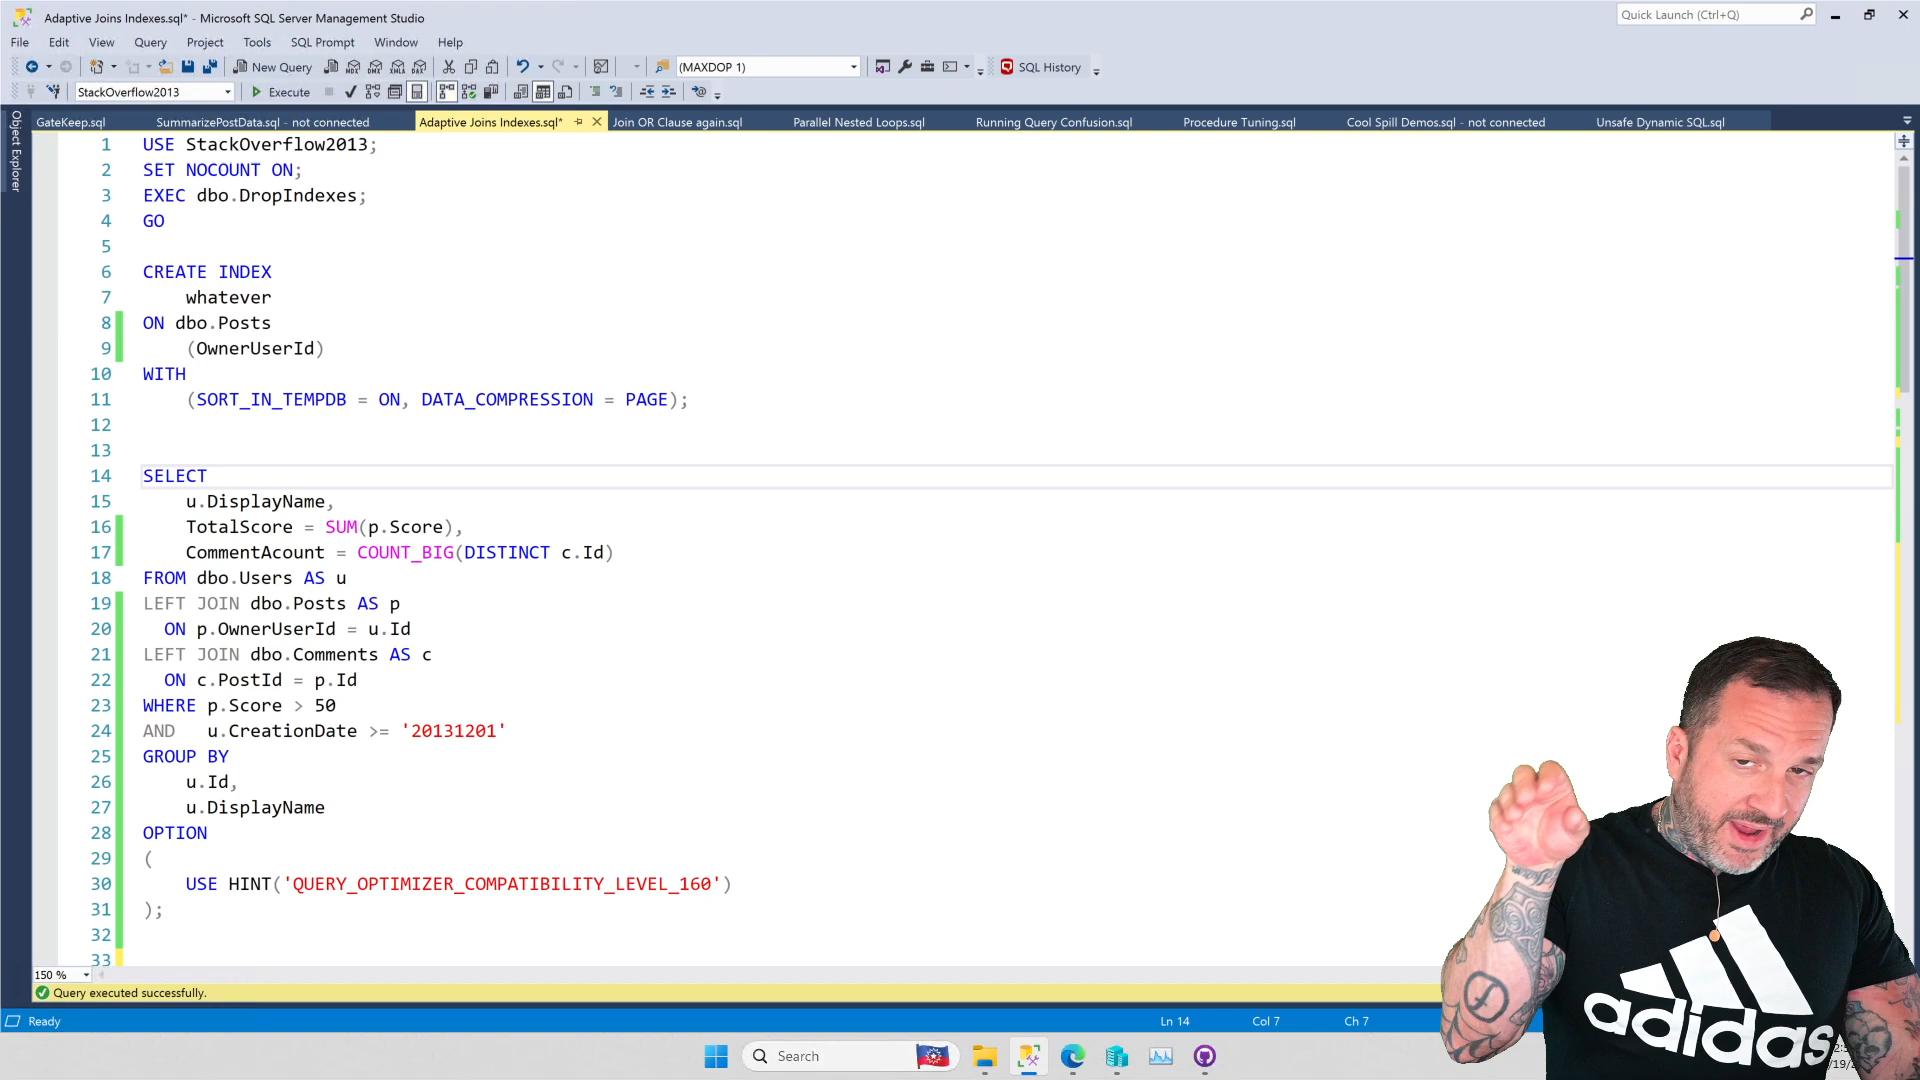 Adaptive Joins Indexes.sql* - Microsoft SQL Server Management Studio
Quick Launch (Ctrl+Q)
File Edit View Query Project Tools SQL Prompt Window Help
New Query (MAXDOP 1) SQL History
StackOverflow2013 Execute
GateKeep.sql SummarizePostData.sql - not connected Adaptive Joins Indexes.sql* Join OR Clause again.sql Parallel Nested Loops.sql Running Query Confusion.sql Procedure Tuning.sql Cool Spill Demos.sql - not connected Unsafe Dynamic SQL.sql
Object Explorer
1 USE StackOverflow2013;
2 SET NOCOUNT ON;
3 EXEC dbo.DropIndexes;
4 GO
5
6 CREATE INDEX
7 whatever
8 ON dbo.Posts
9 (OwnerUserId)
10 WITH
11 (SORT_IN_TEMPDB = ON, DATA_COMPRESSION = PAGE);
12
13
14 SELECT
15 u.DisplayName,
16 TotalScore = SUM(p.Score),
17 CommentAcount = COUNT_BIG(DISTINCT c.Id)
18 FROM dbo.Users AS u
19 LEFT JOIN dbo.Posts AS p
20 ON p.OwnerUserId = u.Id
21 LEFT JOIN dbo.Comments AS c
22 ON c.PostId = p.Id
23 WHERE p.Score > 50
24 AND u.CreationDate >= '20131201'
25 GROUP BY
26 u.Id,
27 u.DisplayName
28 OPTION
29 (
30 USE HINT('QUERY_OPTIMIZER_COMPATIBILITY_LEVEL_160')
31 );
32
33
150 %
Query executed successfully.
Ready Ln 14 Col 7 Ch 7
Search
adidas